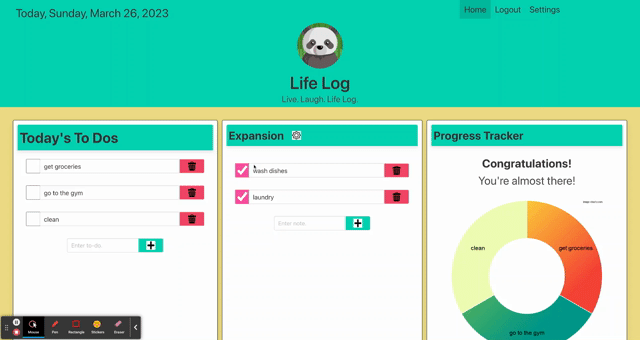 Today, Sunday, March 26, 2023
Home Logout Settings
Life Log
Live. Laugh. Life Log.
Today's To Dos
get groceries
go to the gym
clean
Enter to-do
Expansion
wash dishes
laundry
Enter note
Progress Tracker
Congratulations!
You're almost there!
clean
get groceries
go to the gym
Mouse Pen Rectangle Stickers Eraser